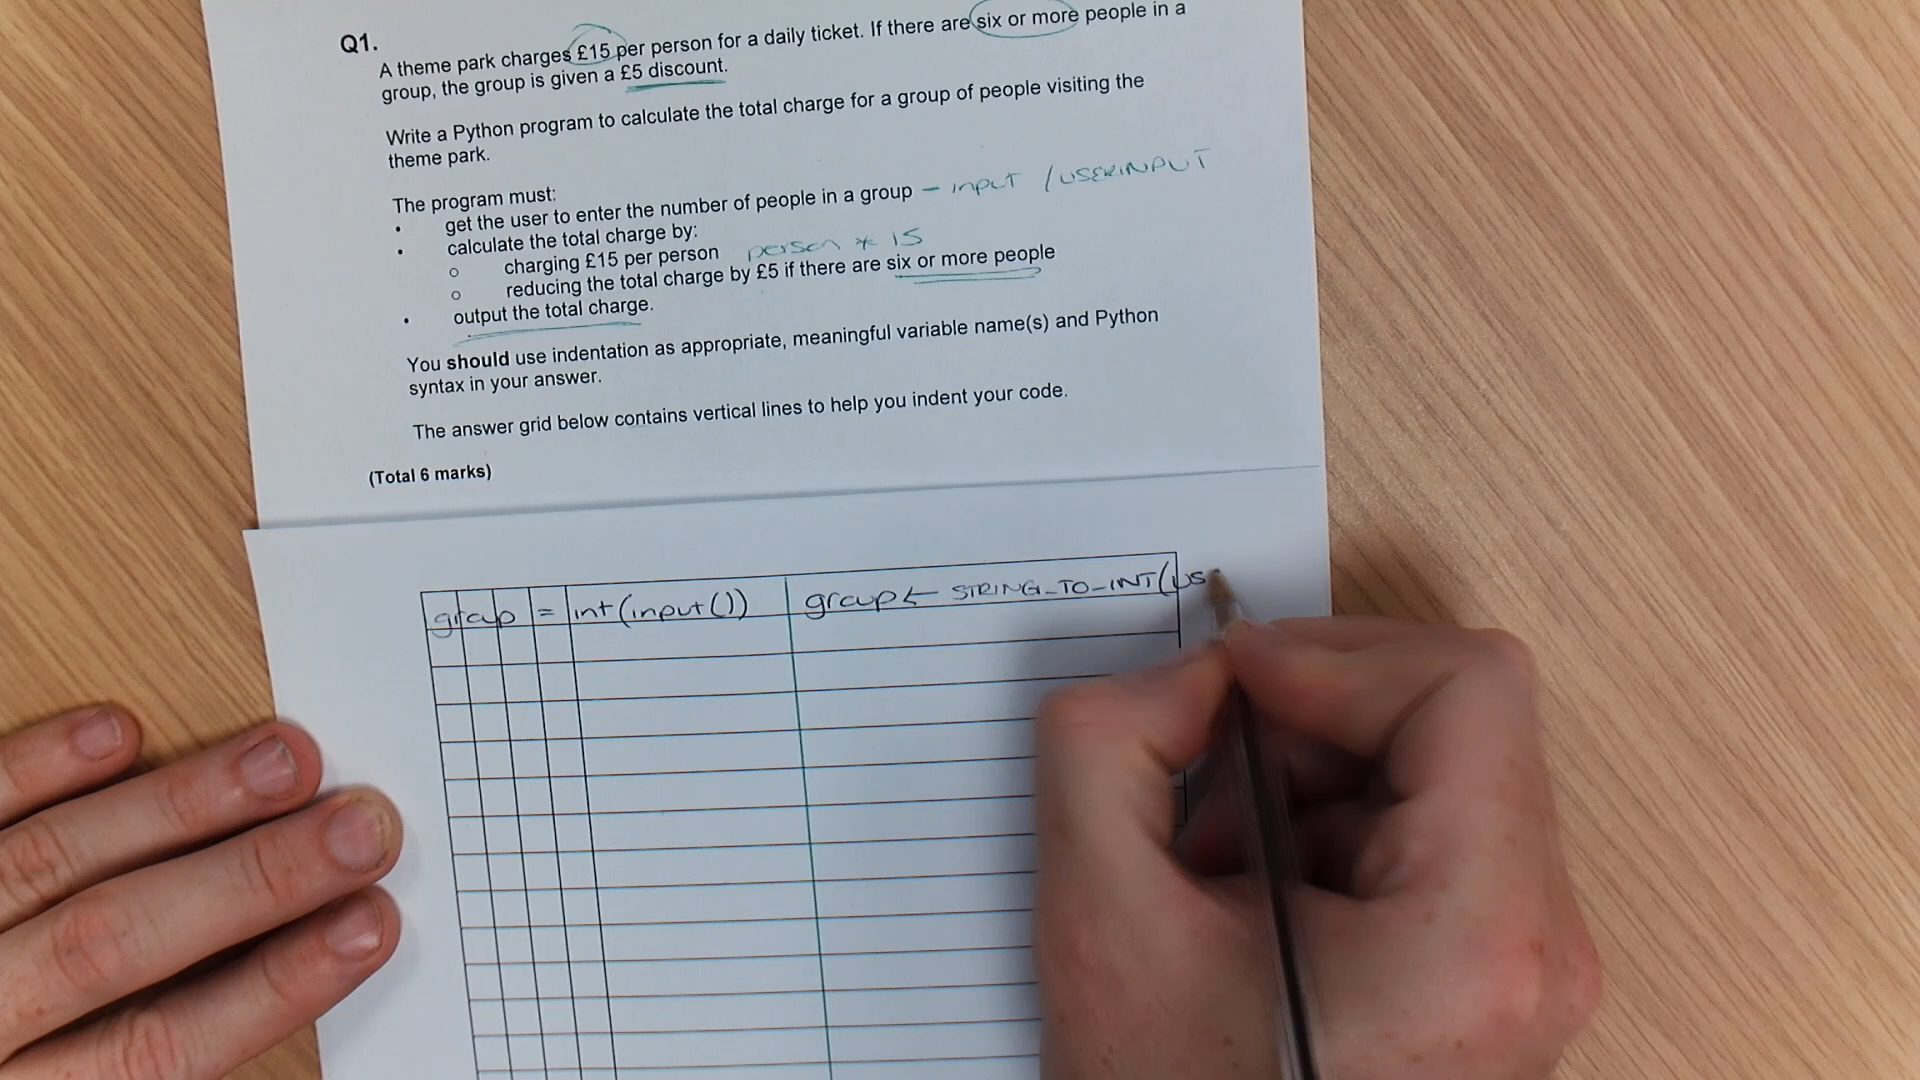 Q1.
A theme park charges £15 per person for a daily ticket. If there are six or more people in a
group, the group is given a £5 discount.
Write a Python program to calculate the total charge for a group of people visiting the
theme park.
The program must:
• get the user to enter the number of people in a group – input / USERINPUT
• calculate the total charge by:
o charging £15 per person person * 15
o reducing the total charge by £5 if there are six or more people
• output the total charge.
You should use indentation as appropriate, meaningful variable name(s) and Python
syntax in your answer.
The answer grid below contains vertical lines to help you indent your code.
(Total 6 marks)
group = int(input()) group ← STRING_TO_INT(US